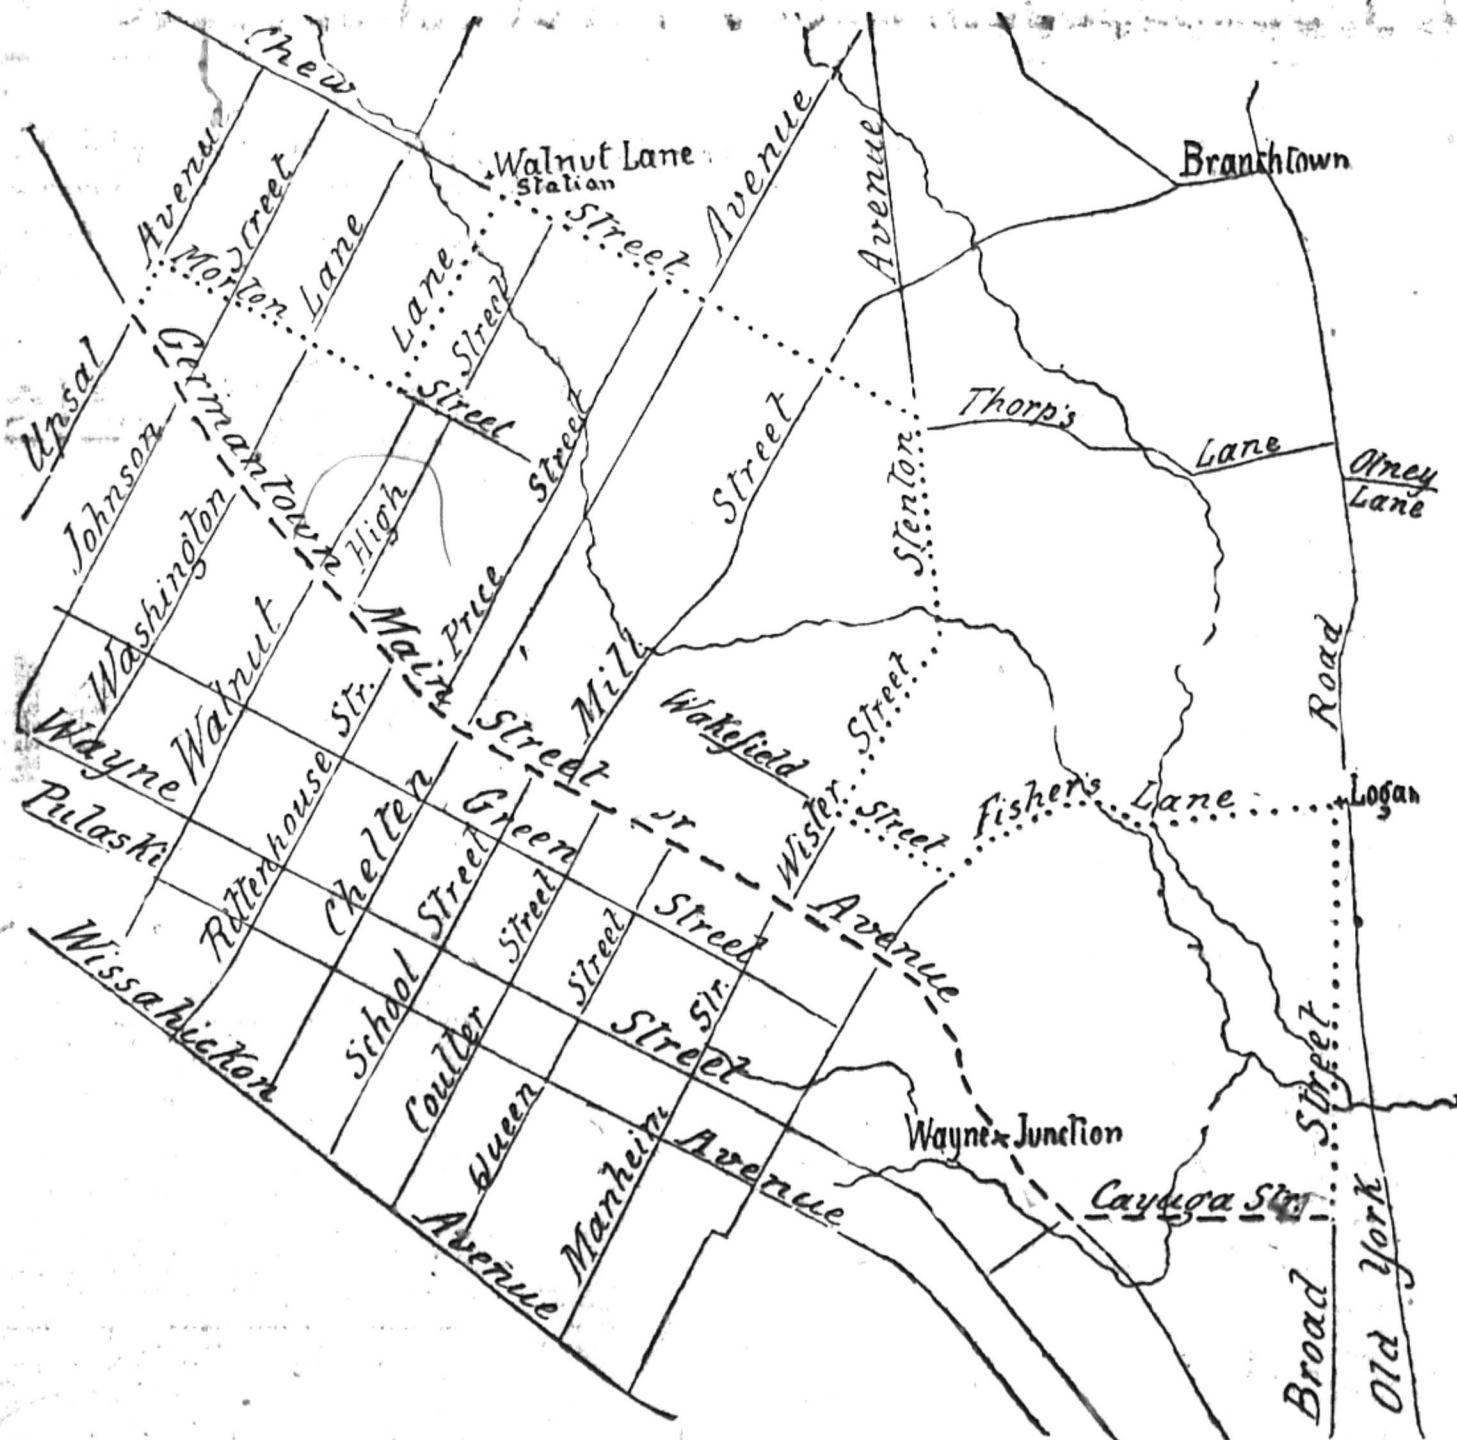 Chew
Walnut Lane
Station
Street
Avenue
Avenue
Branchtown
Avenue
Street
Morton
Lane
Lane
Street
Street
Upsal
Germantown
Johnson
Washington
Walnut
High
Street
Price
Street
Stenton
Thorp's
Lane
Olney
Lane
Main
Street
or
Avenue
Mill
Wakefield
Street
Street
Wister
Fisher's
Lane
Logan
Road
Wayne
Pulaski
Rittenhouse Str.
Chelten
Green
Street
Street
School
Street
Coulter
Street
Queen
Street
Str.
Manheim
Wissahickon
Avenue
Avenue
Wayne Junction
Cayuga Str.
Street
Broad
Old York